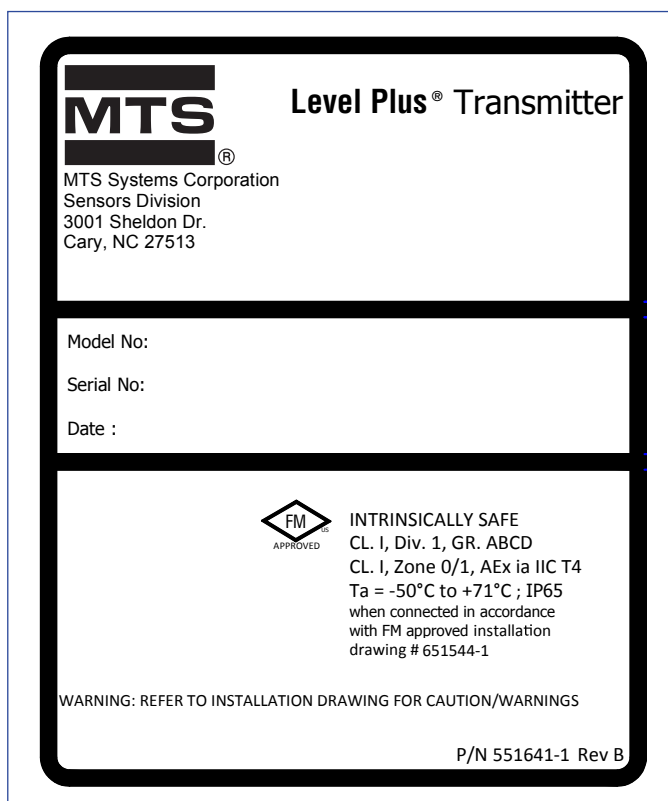 MTS®
Level Plus® Transmitter
MTS Systems Corporation
Sensors Division
3001 Sheldon Dr.
Cary, NC 27513
Model No:
Serial No:
Date :
FM
US
APPROVED
INTRINSICALLY SAFE
CL. I, Div. 1, GR. ABCD
CL. I, Zone 0/1, AEx ia IIC T4
Ta = -50°C to +71°C ; IP65
when connected in accordance
with FM approved installation
drawing # 651544-1
WARNING: REFER TO INSTALLATION DRAWING FOR CAUTION/WARNINGS
P/N 551641-1 Rev B